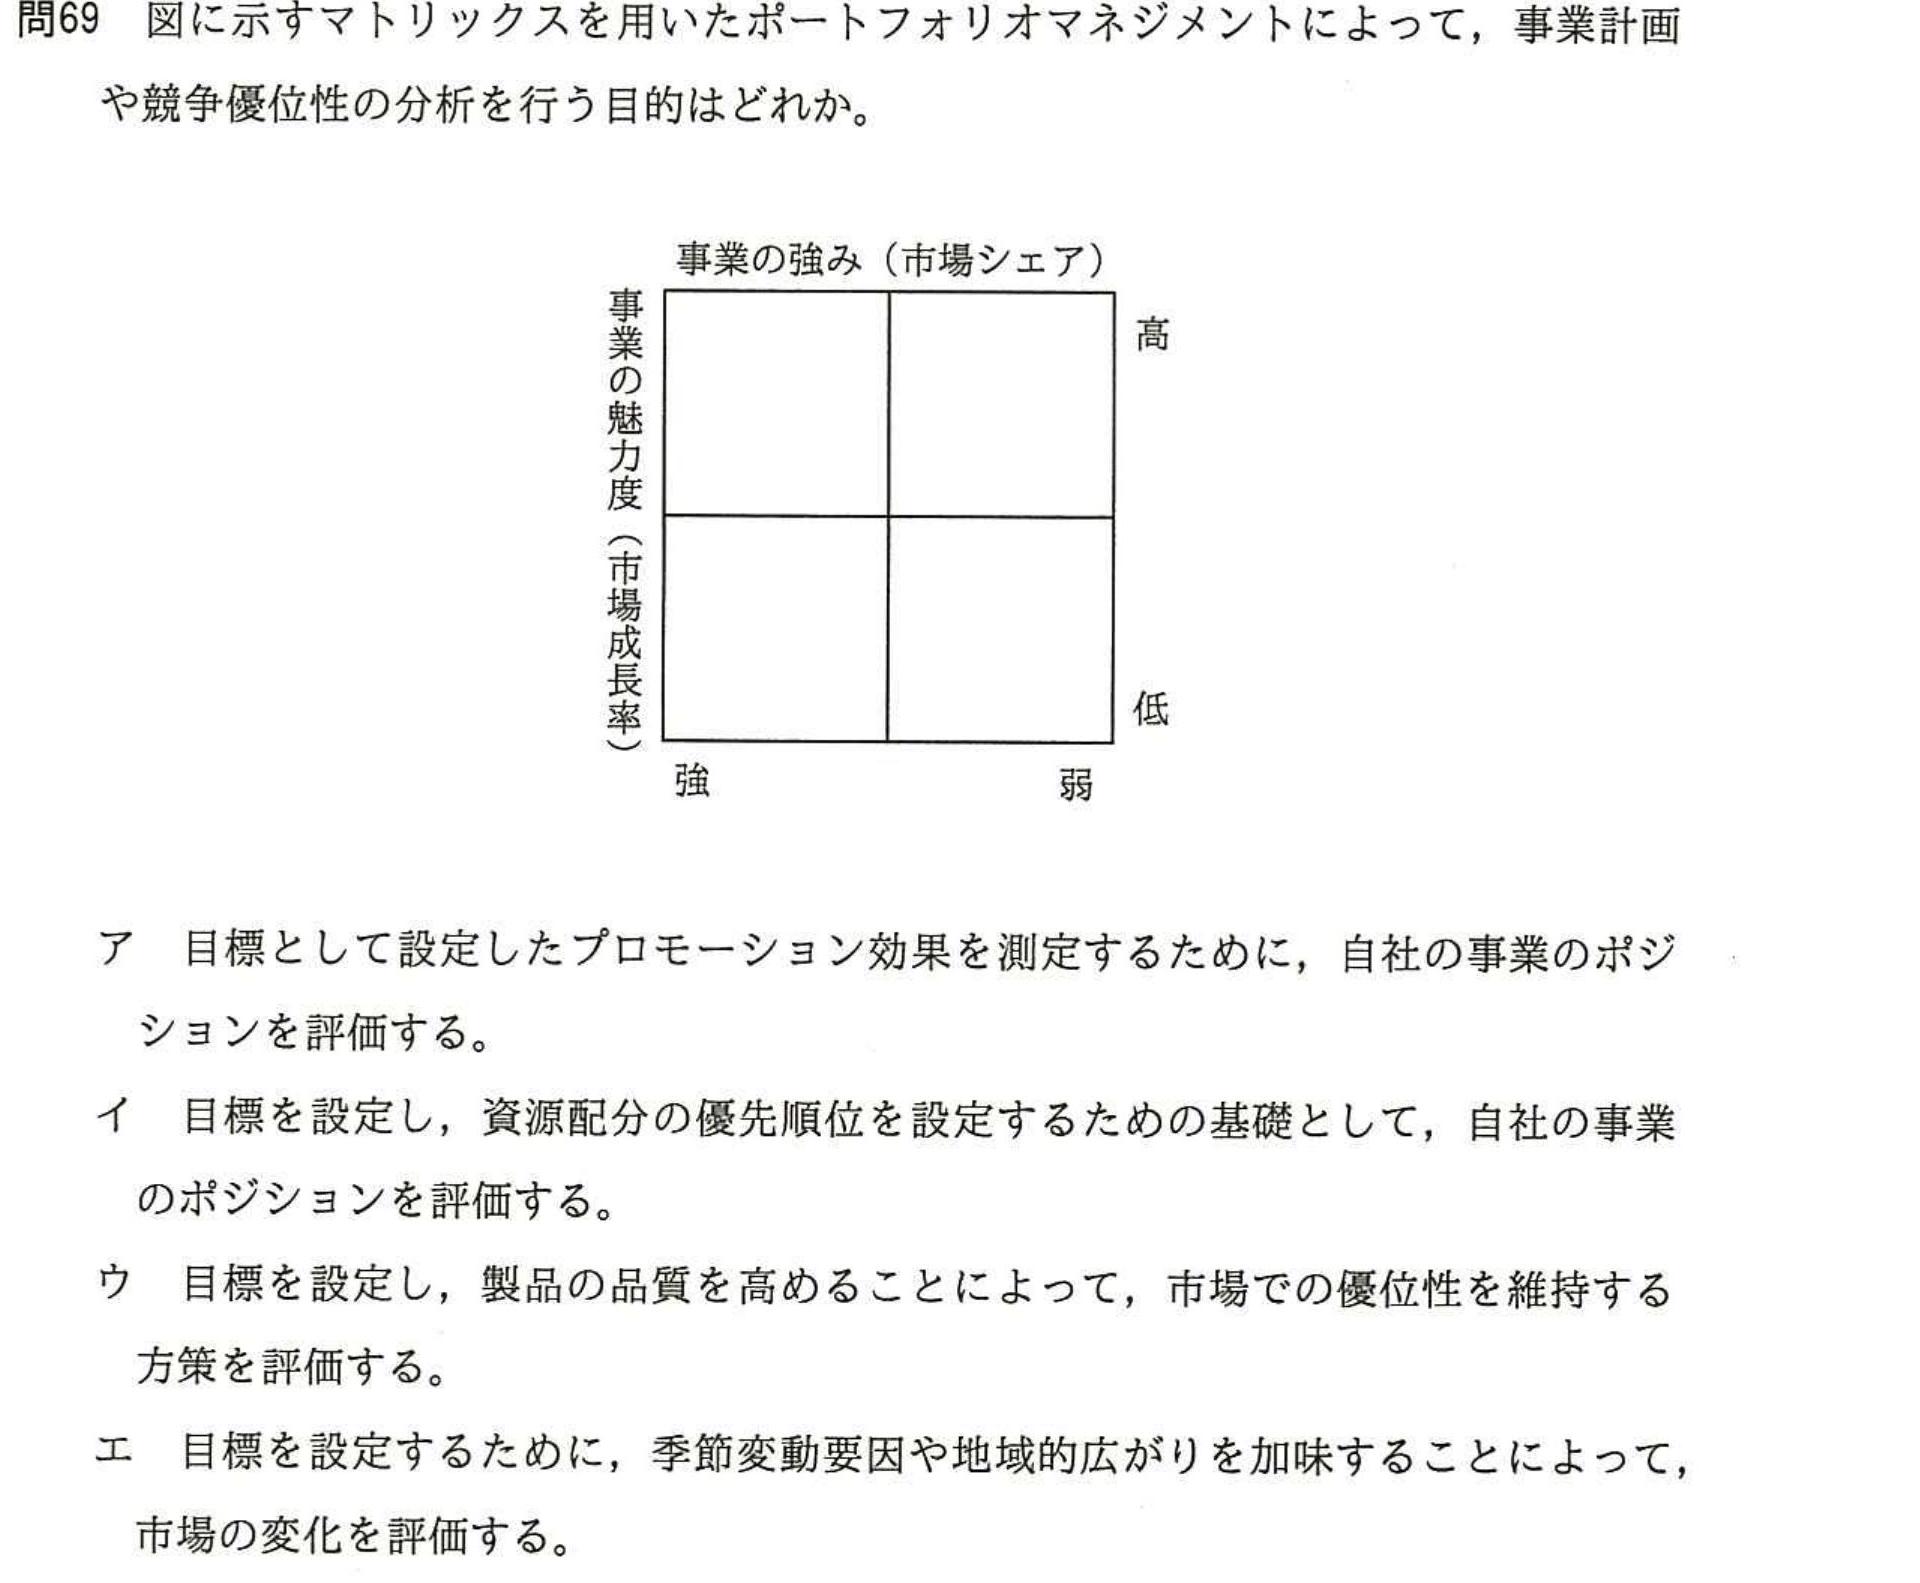 問69　図に示すマトリックスを用いたポートフォリオマネジメントによって，事業計画
や競争優位性の分析を行う目的はどれか。
事業の強み（市場シェア）
事業の魅力度（市場成長率）
高
低
強
弱
ア　目標として設定したプロモーション効果を測定するために，自社の事業のポジ
ションを評価する。
イ　目標を設定し，資源配分の優先順位を設定するための基礎として，自社の事業
のポジションを評価する。
ウ　目標を設定し，製品の品質を高めることによって，市場での優位性を維持する
方策を評価する。
エ　目標を設定するために，季節変動要因や地域的広がりを加味することによって，
市場の変化を評価する。